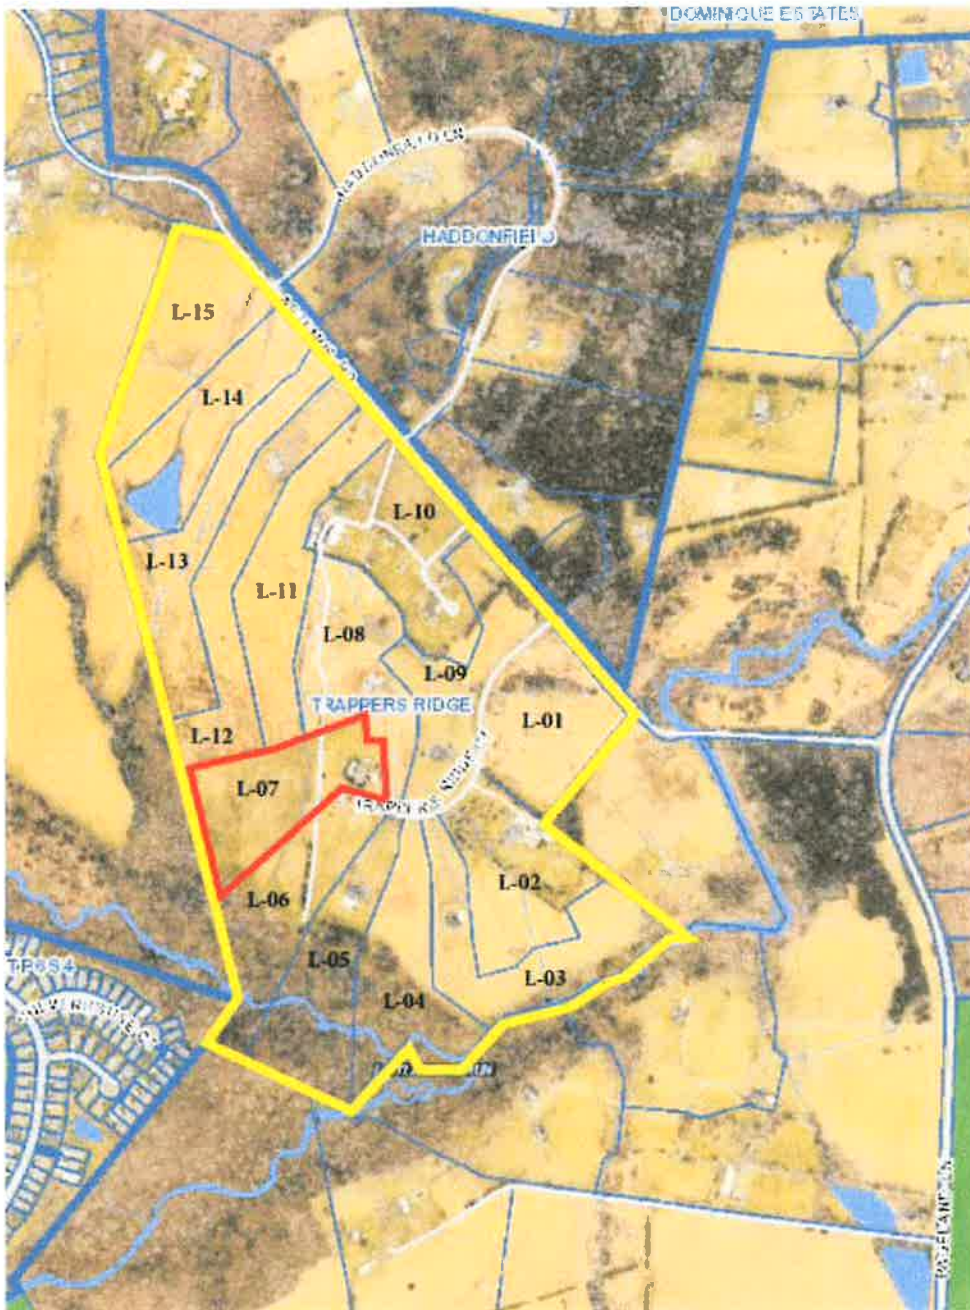 DOMINIQUE ESTATES
HADDONFIELD
L-15
L-14
L-10
L-13
L-11
L-08
L-09
TRAPPERS RIDGE
L-01
L-12
L-07
L-06
L-02
L-05
L-03
L-04